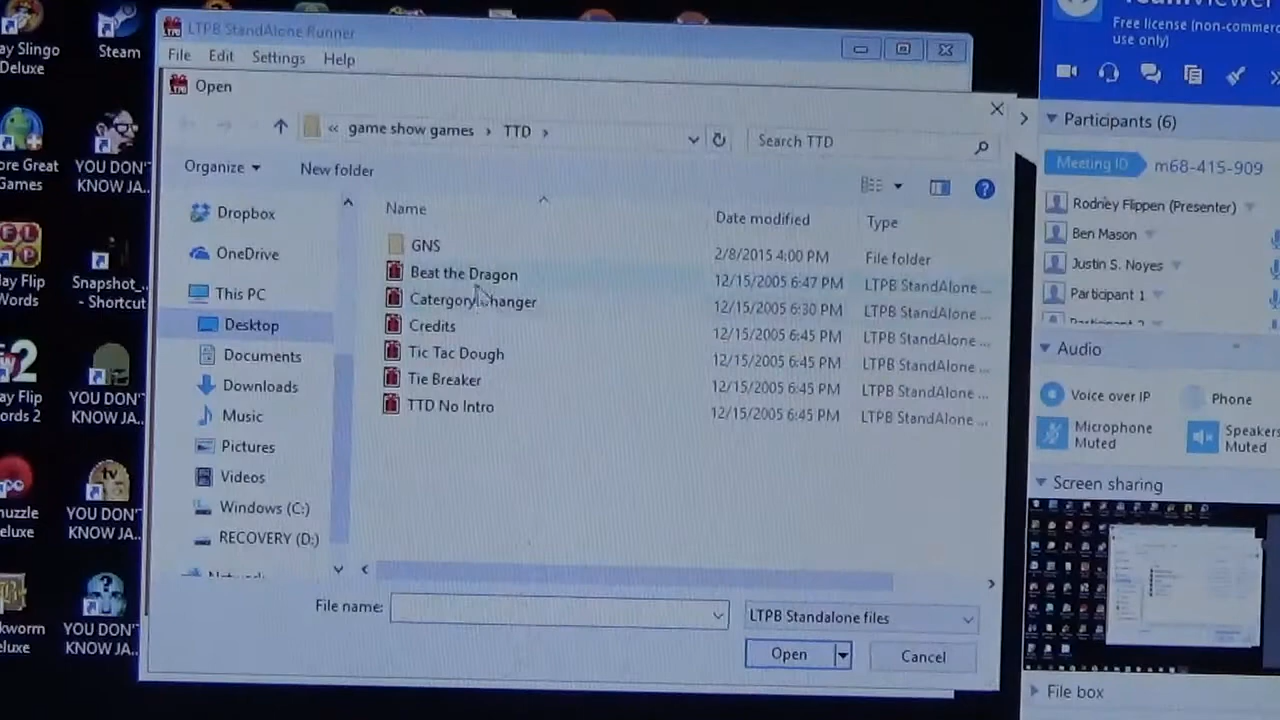 ay Slingo
Deluxe
Steam
ore Great
Games
YOU DON'
KNOW JA..
lay Flip
Words
Snapshot_..
- Shortcut
ay Flip
ords 2
YOU DON'
KNOW JA..
uzzle
eluxe
YOU DON'
KNOW JA..
kworm
eluxe
YOU DON'
KNOW JA..
LTPB StandAlone Runner
File Edit Settings Help
Open
« game show games › TTD ›
Search TTD
Organize
New folder
Dropbox
OneDrive
This PC
Desktop
Documents
Downloads
Music
Pictures
Videos
Windows (C:)
RECOVERY (D:)
Name Date modified Type
GNS 2/8/2015 4:00 PM File folder
Beat the Dragon 12/15/2005 6:47 PM LTPB StandAlone ...
Catergory Changer 12/15/2005 6:30 PM LTPB StandAlone ...
Credits 12/15/2005 6:45 PM LTPB StandAlone ...
Tic Tac Dough 12/15/2005 6:45 PM LTPB StandAlone ...
Tie Breaker 12/15/2005 6:45 PM LTPB StandAlone ...
TTD No Intro 12/15/2005 6:45 PM LTPB StandAlone ...
File name:
LTPB Standalone files
Open Cancel
TeamViewer
Free license (non-commerc
use only)
Participants (6)
Meeting ID m68-415-909
Rodney Flippen (Presenter)
Ben Mason
Justin S. Noyes
Participant 1
Participant 2
Audio
Voice over IP
Phone
Microphone
Muted
Speakers
Muted
Screen sharing
File box